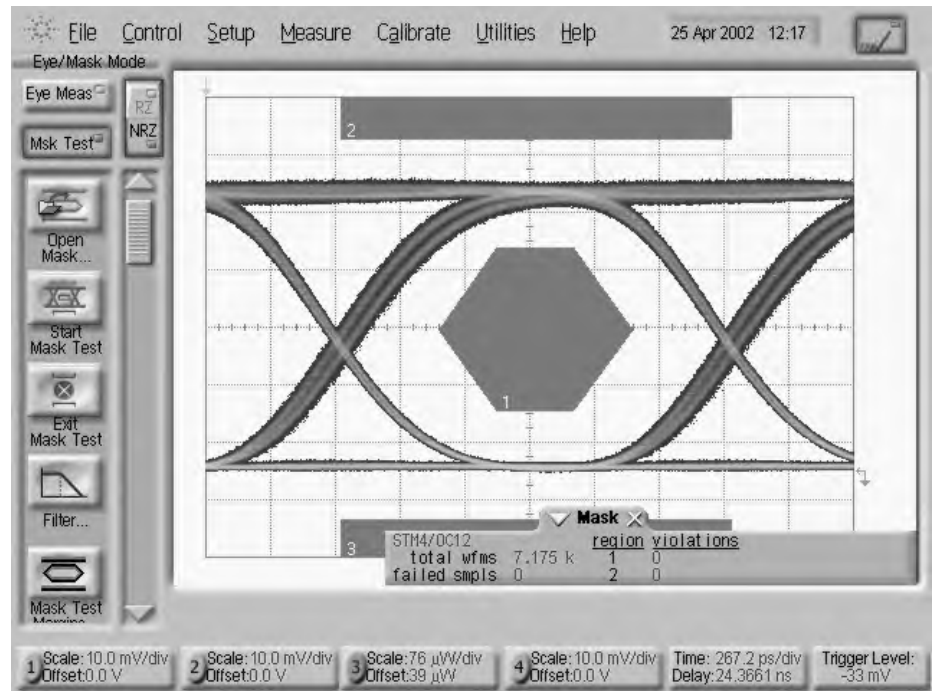 File Control Setup Measure Calibrate Utilities Help 25 Apr 2002 12:17
Eye/Mask Mode
Eye Meas
RZ
NRZ
Msk Test
Open
Mask...
Start
Mask Test
Exit
Mask Test
Filter...
Mask Test
2
1
3
Mask
STM4/OC12 region violations
total wfms 7.175 k 1 0
failed smpls 0 2 0
1 Scale:10.0 mV/div
Offset:0.0 V
2 Scale:10.0 mV/div
Offset:0.0 V
3 Scale:76 µW/div
Offset:39 µW
4 Scale:10.0 mV/div
Offset:0.0 V
Time: 267.2 ps/div
Delay:24.3661 ns
Trigger Level:
-33 mV